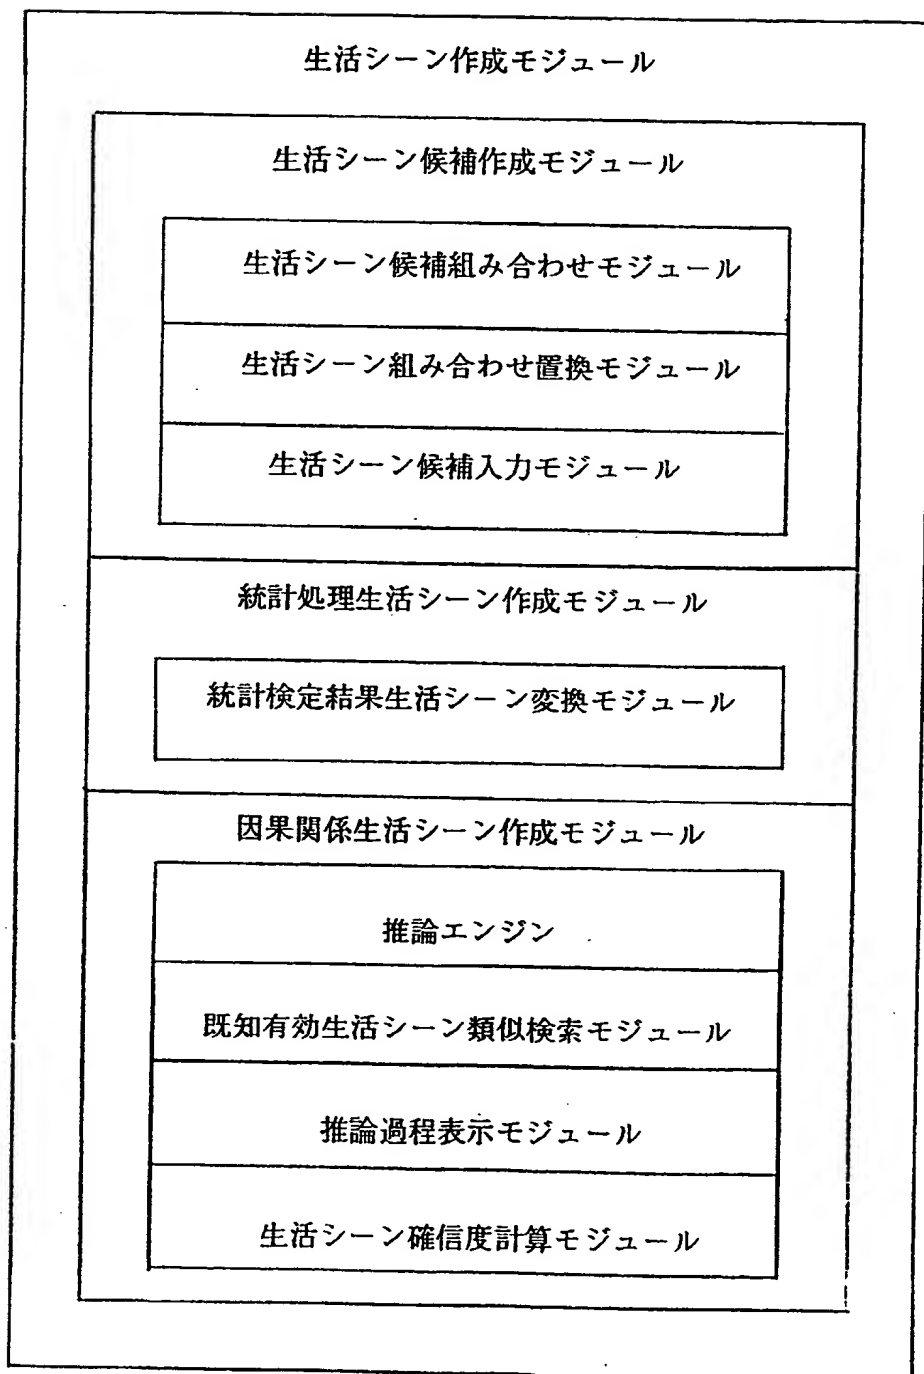 生活シーン作成モジュール
生活シーン候補作成モジュール
生活シーン候補組み合わせモジュール
生活シーン組み合わせ置換モジュール
生活シーン候補入力モジュール
統計処理生活シーン作成モジュール
統計検定結果生活シーン変換モジュール
因果関係生活シーン作成モジュール
推論エンジン
既知有効生活シーン類似検索モジュール
推論過程表示モジュール
生活シーン確信度計算モジュール